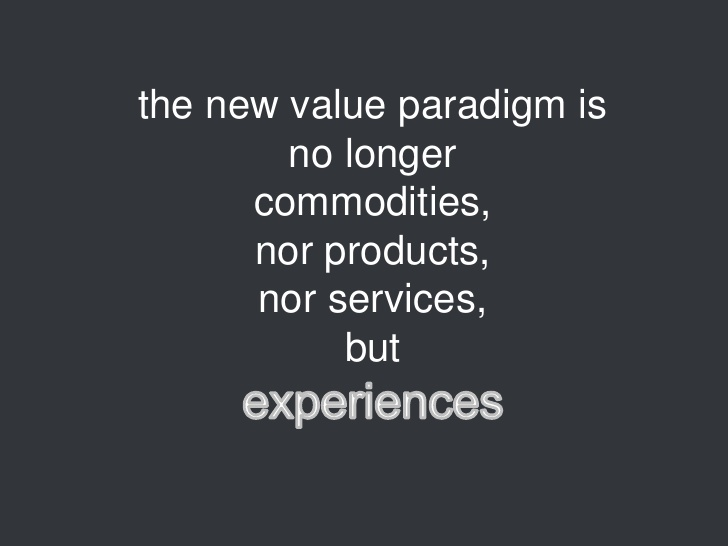 the new value paradigm is
no longer
commodities,
nor products,
nor services,
but
experiences